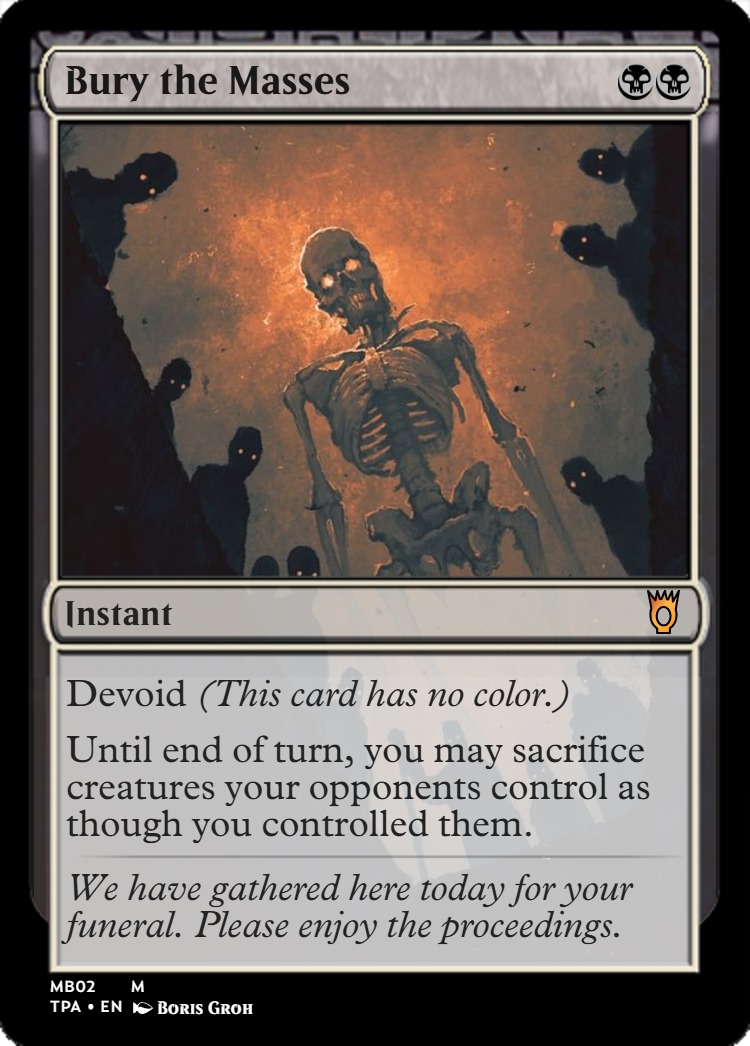 Bury the Masses
Instant
Devoid (This card has no color.)
Until end of turn, you may sacrifice
creatures your opponents control as
though you controlled them.
We have gathered here today for your
funeral. Please enjoy the proceedings.
MB02 M
TPA • EN Boris Groh